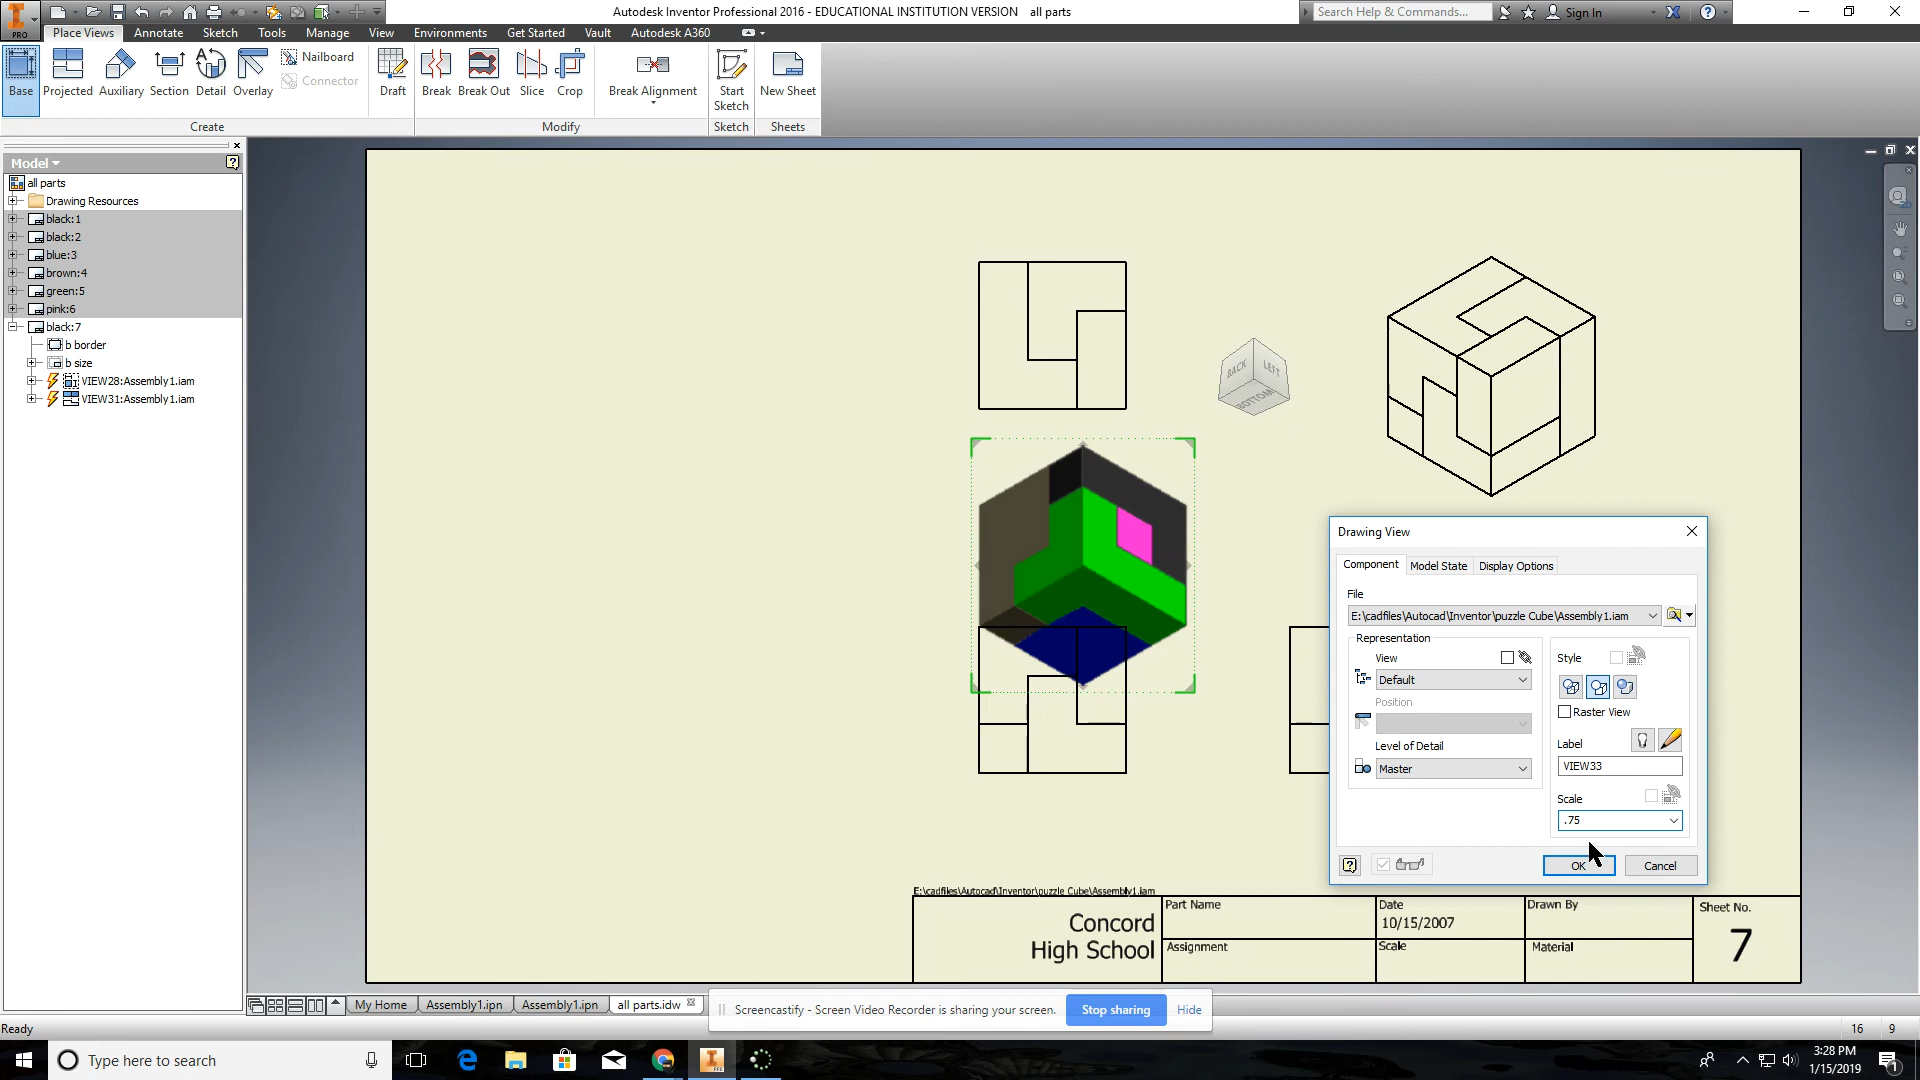 Autodesk Inventor Professional 2016 - EDUCATIONAL INSTITUTION VERSION all parts
Search Help & Commands...
Sign In
PRO
Place Views
Annotate
Sketch
Tools
Manage
View
Environments
Get Started
Vault
Autodesk A360
Base
Projected
Auxiliary
Section
Detail
Overlay
Nailboard
Connector
Draft
Break
Break Out
Slice
Crop
Break Alignment
Start
Sketch
New Sheet
Create
Modify
Sketch
Sheets
Model
all parts
Drawing Resources
black:1
black:2
blue:3
brown:4
green:5
pink:6
black:7
b border
b size
VIEW28:Assembly1.iam
VIEW31:Assembly1.iam
BACK
LEFT
BOTTOM
Drawing View
Component
Model State
Display Options
File
E:\cadfiles\Autocad\Inventor\puzzle Cube\Assembly1.iam
Representation
View
Default
Position
Level of Detail
Master
Style
Raster View
Label
VIEW33
Scale
.75
OK
Cancel
E:\cadfiles\Autocad\Inventor\puzzle Cube\Assembly1.iam
Concord
High School
Part Name
Assignment
Date
10/15/2007
Scale
Drawn By
Material
Sheet No.
7
My Home
Assembly1.ipn
Assembly1.ipn
all parts.idw
Screencastify - Screen Video Recorder is sharing your screen.
Stop sharing
Hide
Ready
16
9
Type here to search
PRO
3:28 PM
1/15/2019
1